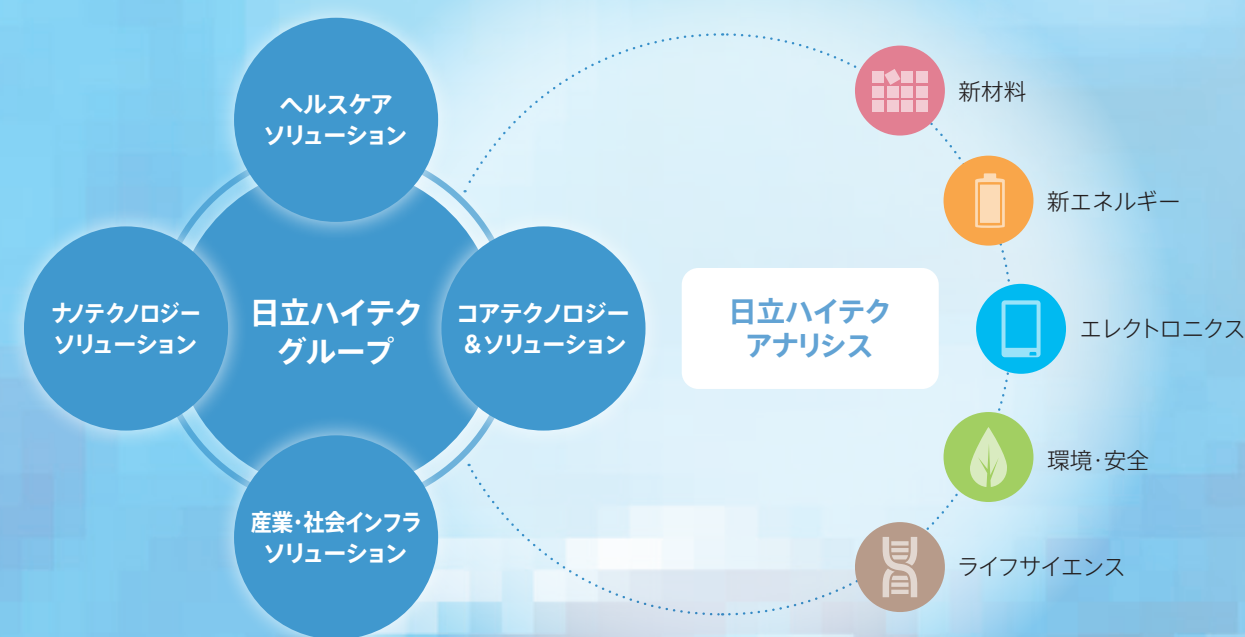 ヘルスケア
ソリューション
ナノテクノロジー
ソリューション
日立ハイテク
グループ
コアテクノロジー
&ソリューション
産業・社会インフラ
ソリューション
日立ハイテク
アナリシス
新材料
新エネルギー
エレクトロニクス
環境・安全
ライフサイエンス